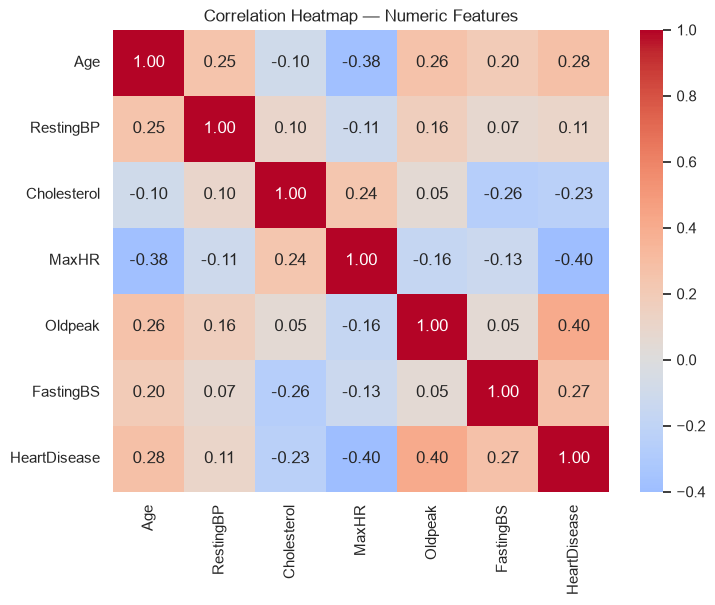 Correlation Heatmap — Numeric Features
Age 1.00 0.25 -0.10 -0.38 0.26 0.20 0.28
RestingBP 0.25 1.00 0.10 -0.11 0.16 0.07 0.11
Cholesterol -0.10 0.10 1.00 0.24 0.05 -0.26 -0.23
MaxHR -0.38 -0.11 0.24 1.00 -0.16 -0.13 -0.40
Oldpeak 0.26 0.16 0.05 -0.16 1.00 0.05 0.40
FastingBS 0.20 0.07 -0.26 -0.13 0.05 1.00 0.27
HeartDisease 0.28 0.11 -0.23 -0.40 0.40 0.27 1.00
Age
RestingBP
Cholesterol
MaxHR
Oldpeak
FastingBS
HeartDisease
1.0
0.8
0.6
0.4
0.2
0.0
−0.2
−0.4